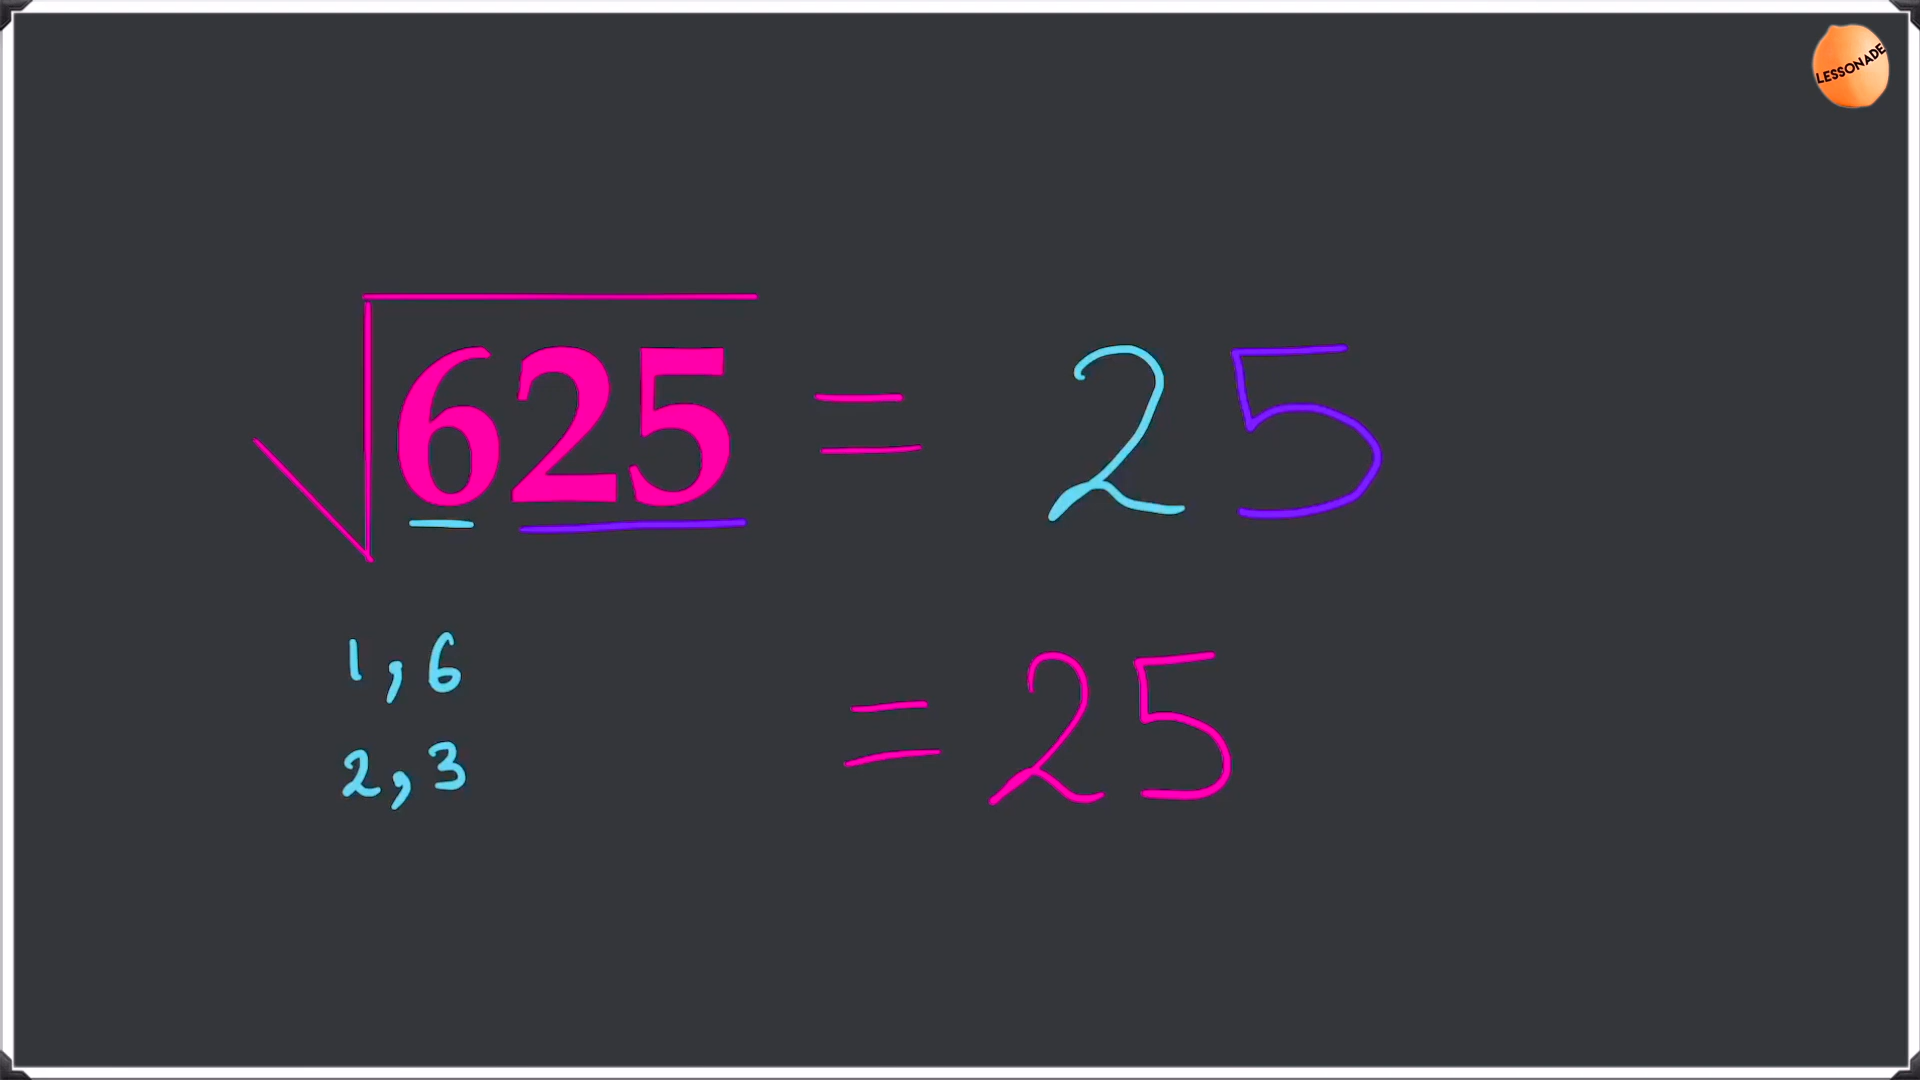 LESSONADE
√625 = 25
1, 6
= 25
2, 3